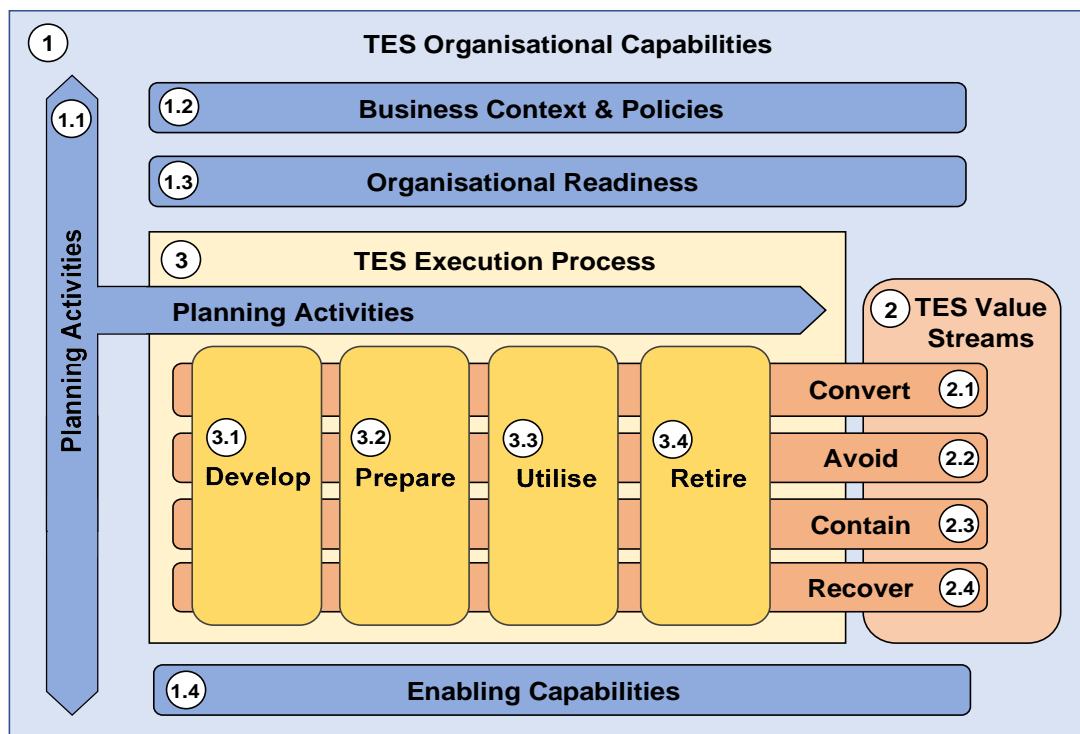 1
TES Organisational Capabilities
1.1
Planning Activities
1.2
Business Context & Policies
1.3
Organisational Readiness
3
TES Execution Process
Planning Activities
2
TES Value
Streams
3.1
Develop
3.2
Prepare
3.3
Utilise
3.4
Retire
Convert
2.1
Avoid
2.2
Contain
2.3
Recover
2.4
1.4
Enabling Capabilities